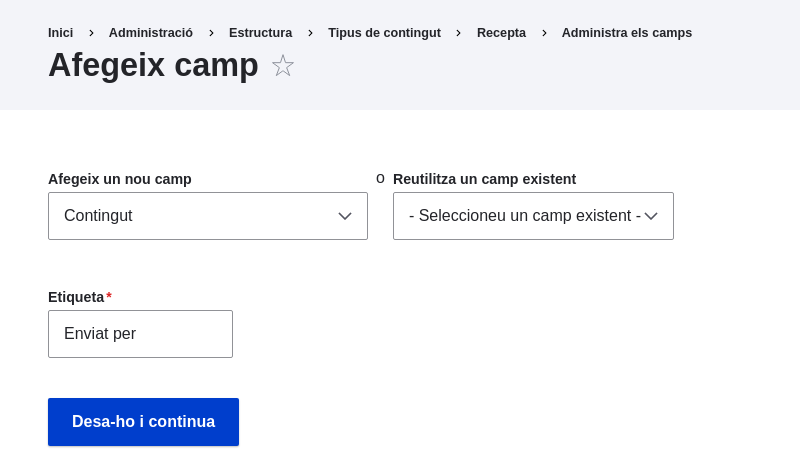 Inici > Administració > Estructura > Tipus de contingut > Recepta > Administra els camps
Afegeix camp
Afegeix un nou camp o Reutilitza un camp existent
Contingut - Seleccioneu un camp existent -
Etiqueta*
Enviat per
Desa-ho i continua